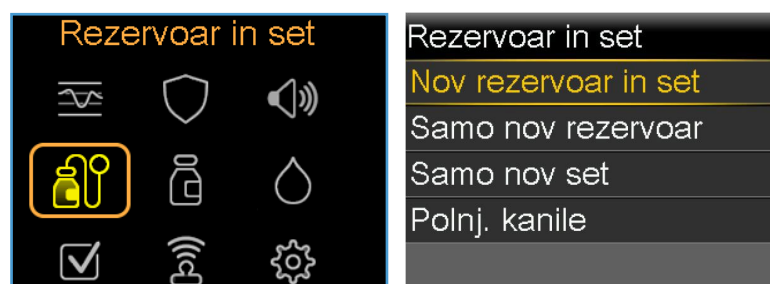 Rezervoar in set
Rezervoar in set
Nov rezervoar in set
Samo nov rezervoar
Samo nov set
Polnj. kanile